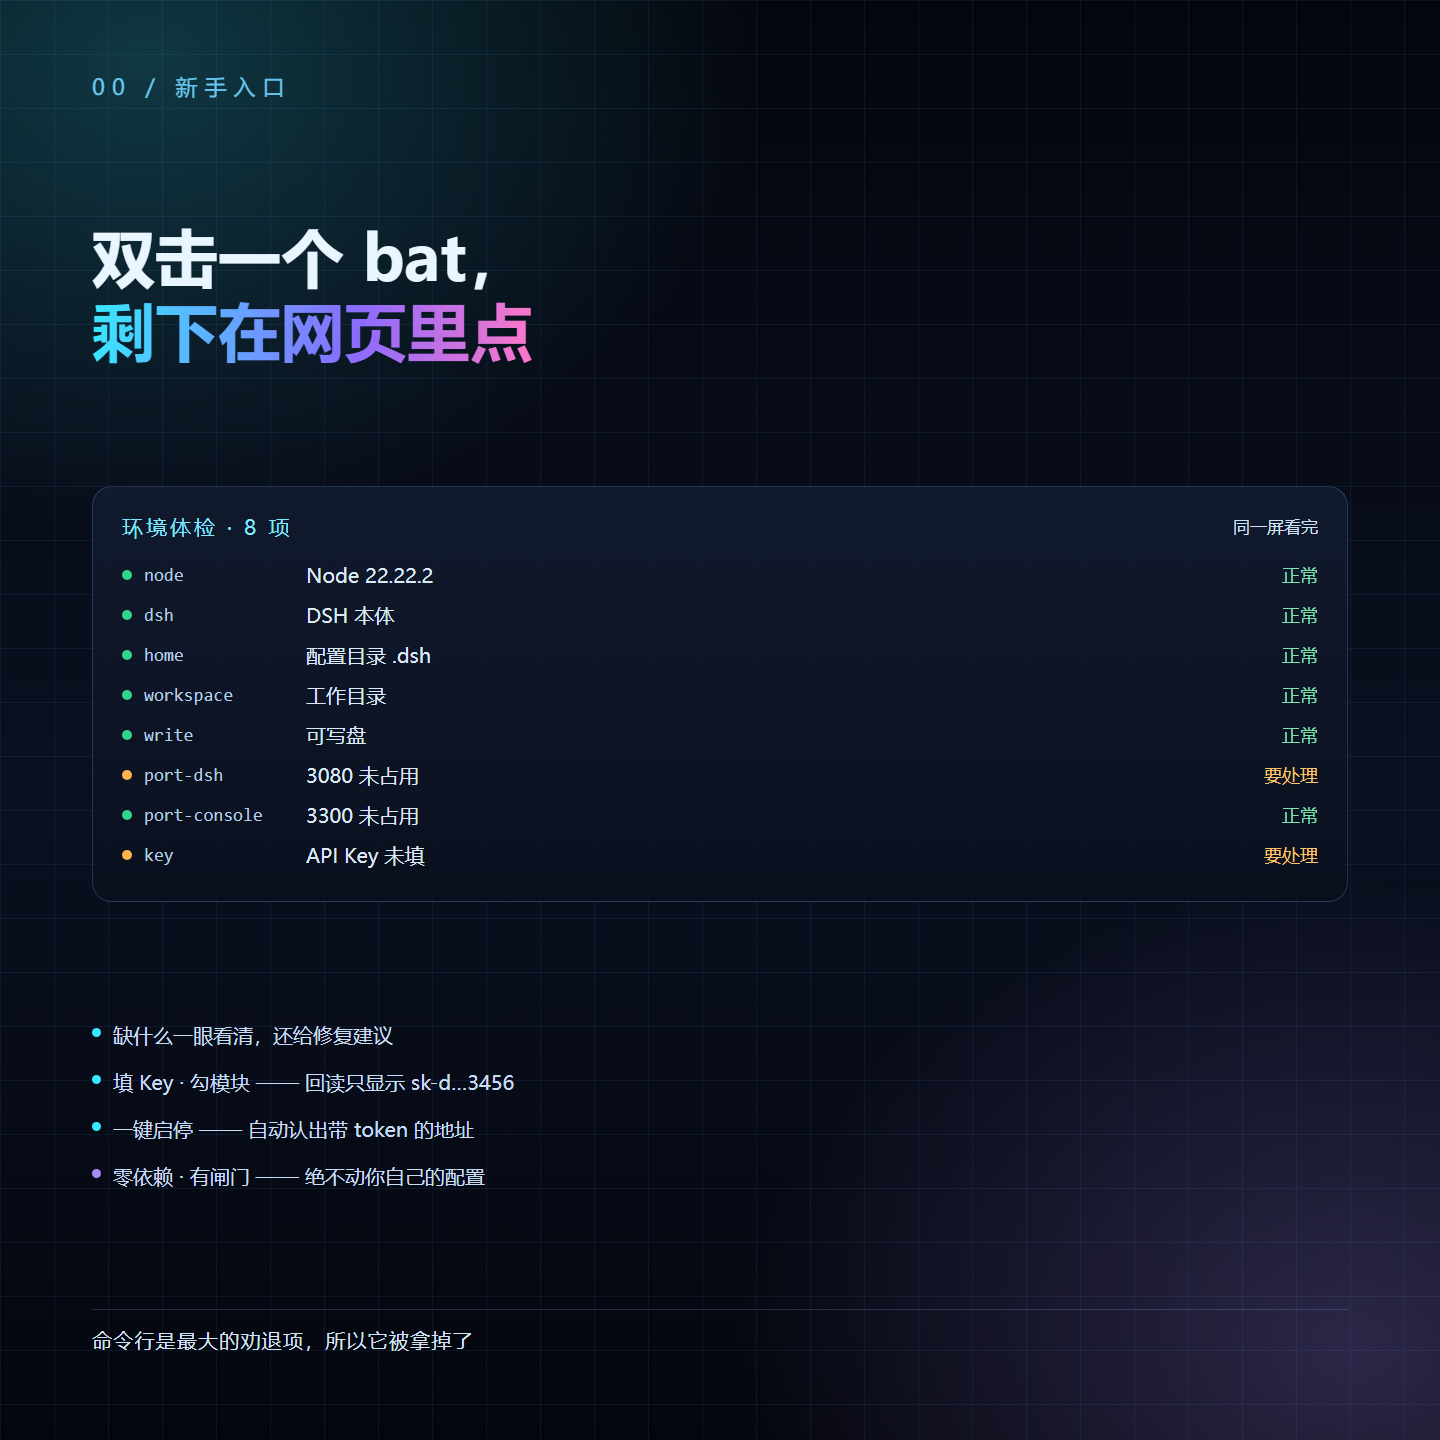 00 / 新手入口
双击一个 bat，
剩下在网页里点
环境体检 · 8 项 同一屏看完
node Node 22.22.2 正常
dsh DSH 本体 正常
home 配置目录 .dsh 正常
workspace 工作目录 正常
write 可写盘 正常
port-dsh 3080 未占用 要处理
port-console 3300 未占用 正常
key API Key 未填 要处理
缺什么一眼看清，还给修复建议
填 Key · 勾模块 —— 回读只显示 sk-d…3456
一键启停 —— 自动认出带 token 的地址
零依赖 · 有闸门 —— 绝不动你自己的配置
命令行是最大的劝退项，所以它被拿掉了